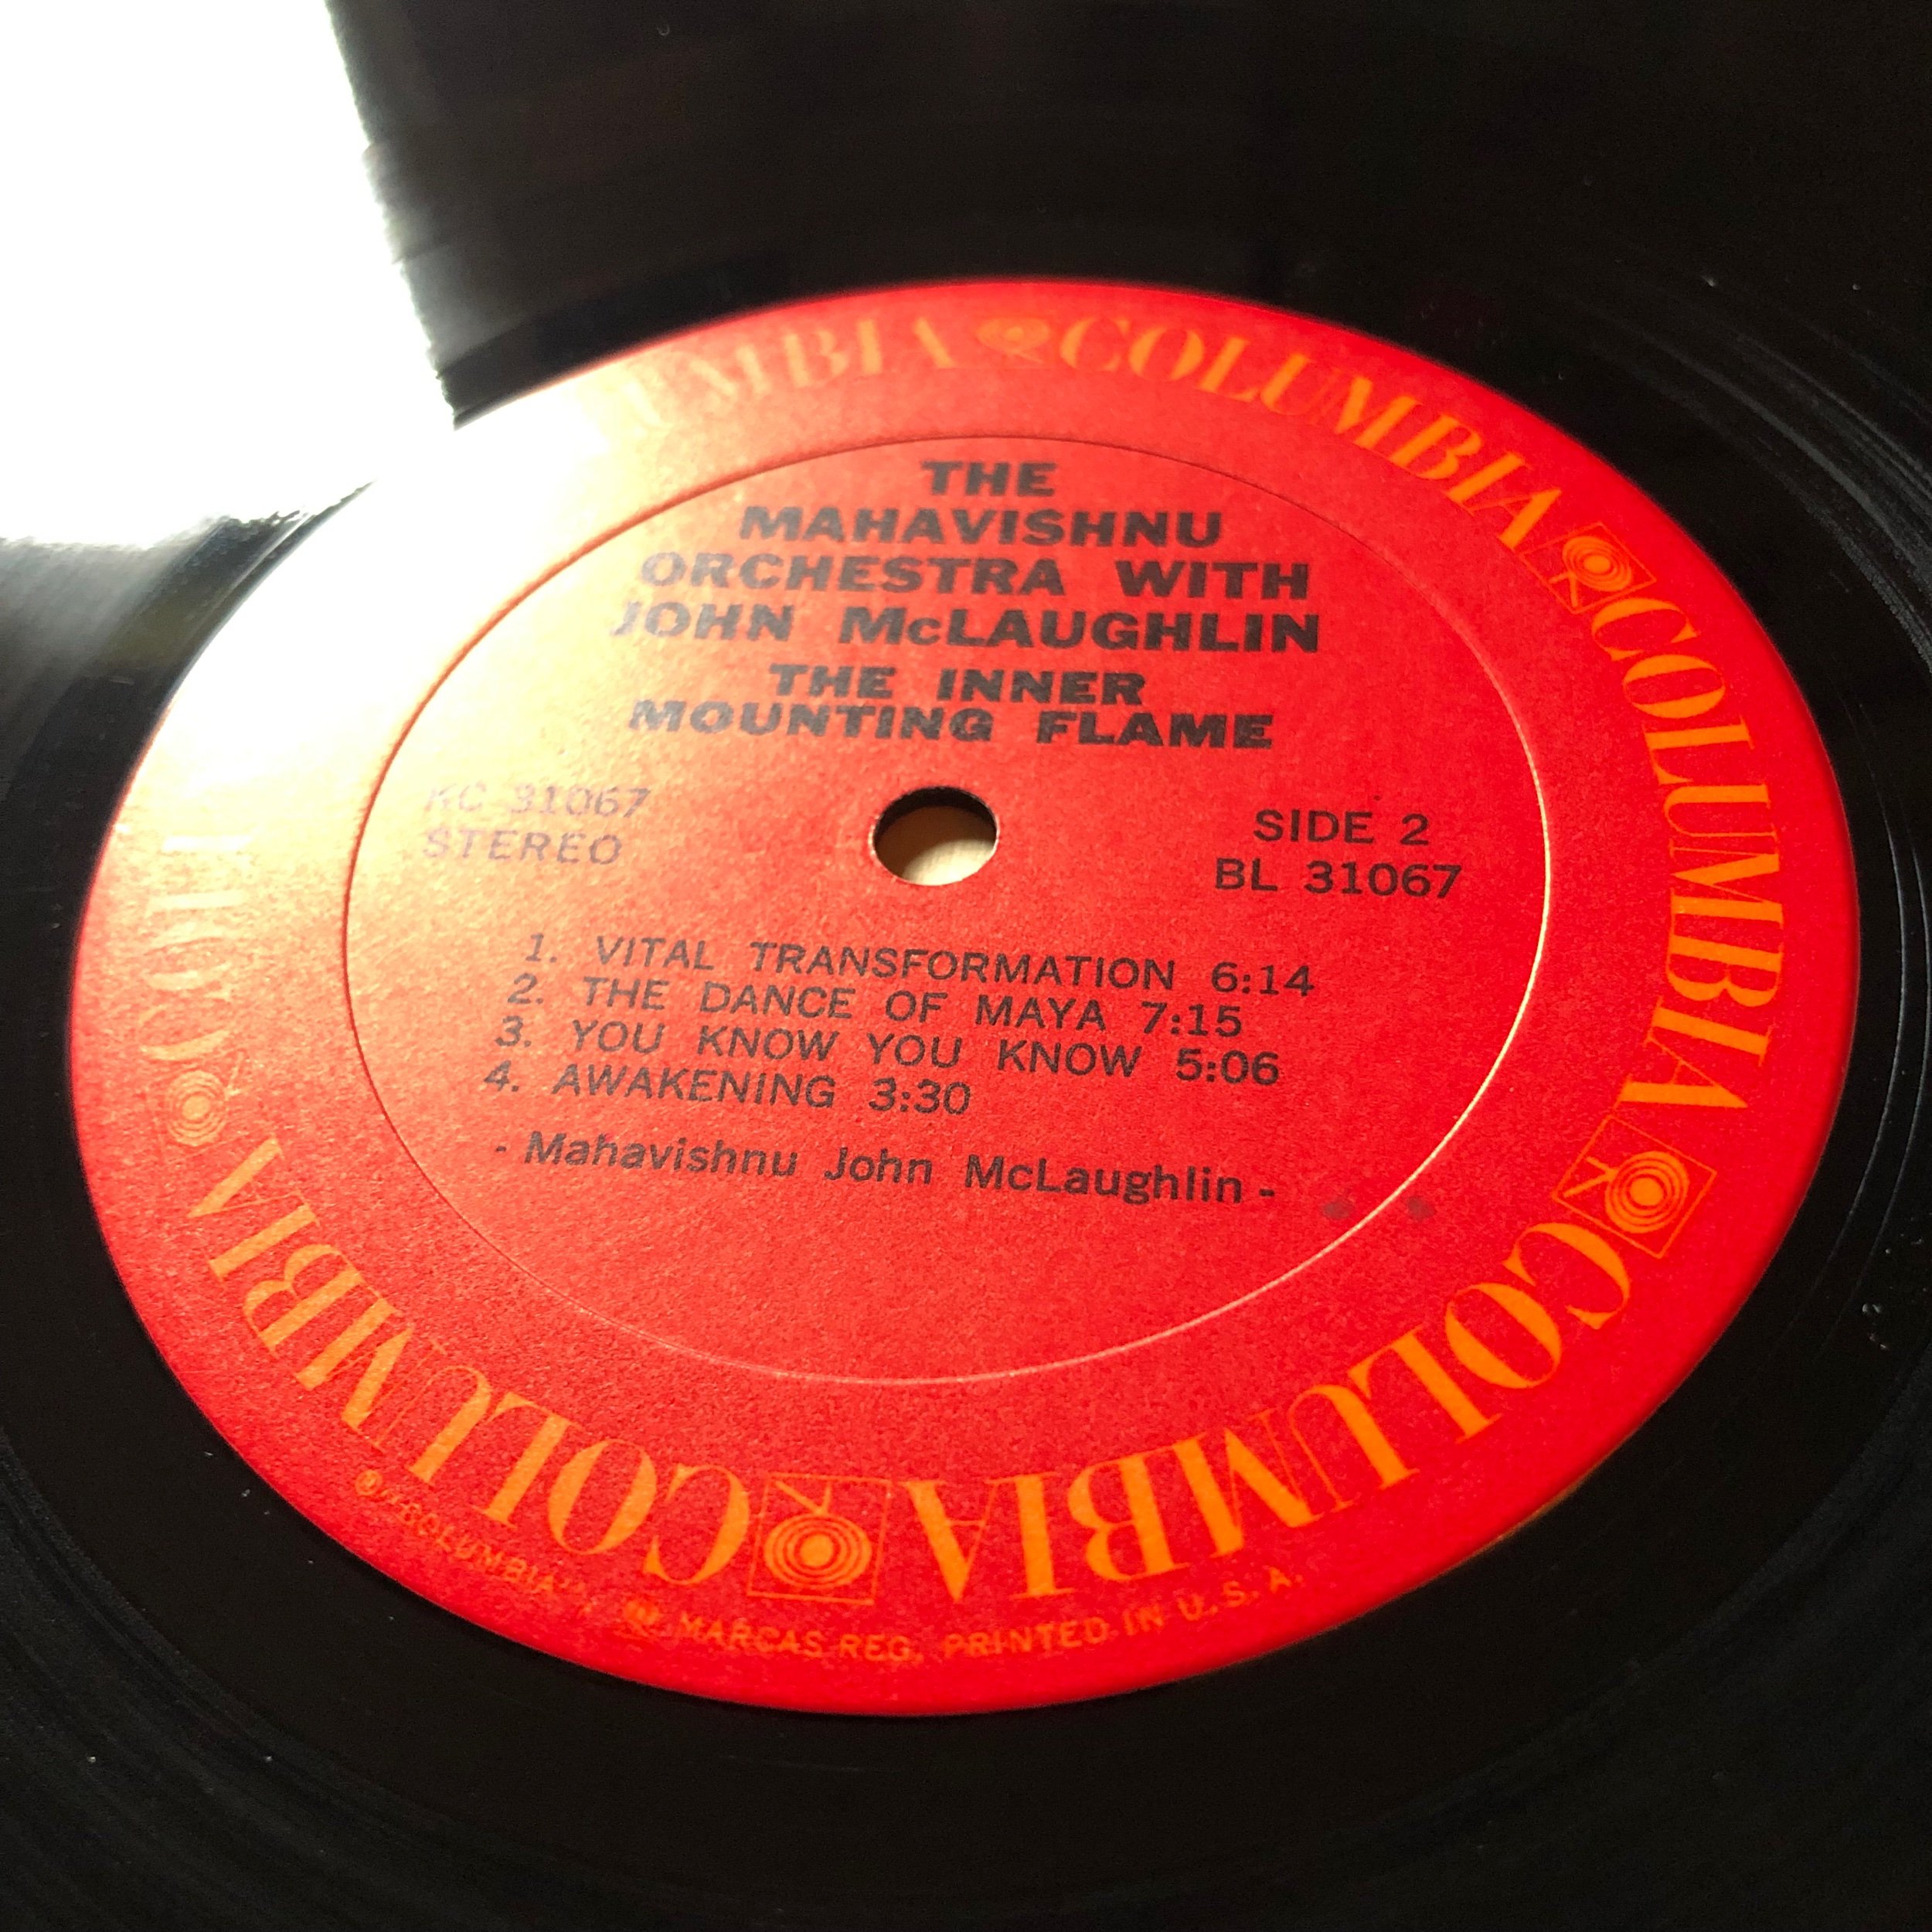 THE
MAHAVISHNU
ORCHESTRA WITH
JOHN McLAUGHLIN
THE INNER
MOUNTING FLAME
KC 31067
STEREO
SIDE 2
BL 31067
1. VITAL TRANSFORMATION 6:14
2. THE DANCE OF MAYA 7:15
3. YOU KNOW YOU KNOW 5:06
4. AWAKENING 3:30
- Mahavishnu John McLaughlin -
COLUMBIA
COLUMBIA
COLUMBIA
COLUMBIA
® "COLUMBIA", MARCAS REG. PRINTED IN U.S.A.